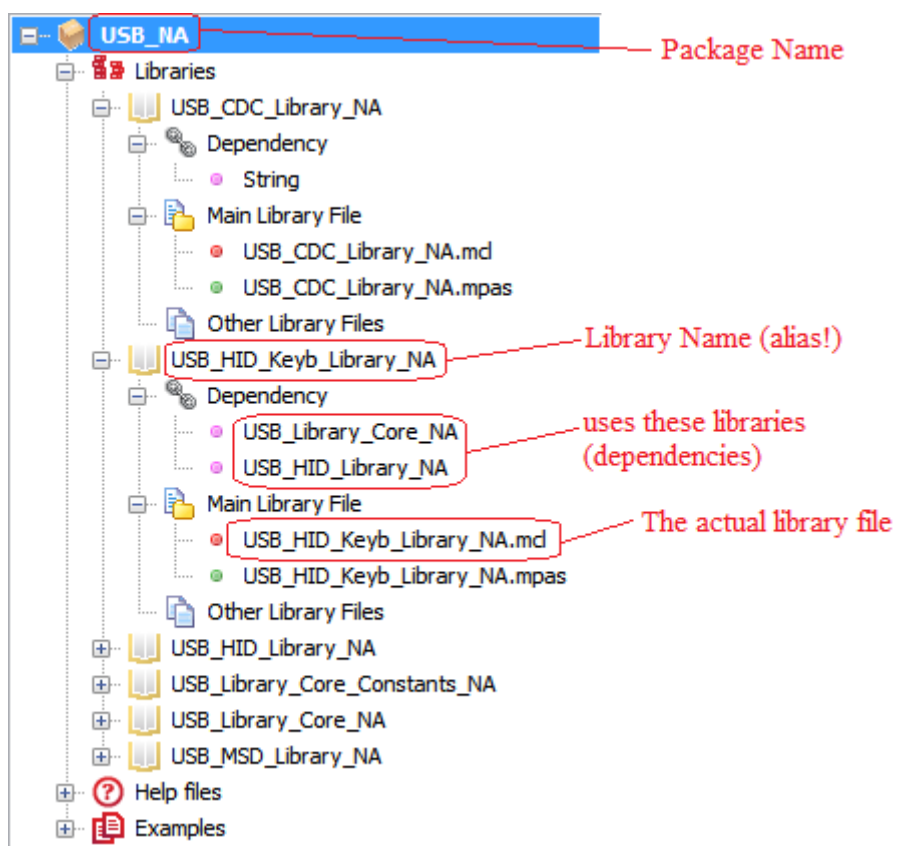 USB_NA
Package Name
Libraries
USB_CDC_Library_NA
Dependency
String
Main Library File
USB_CDC_Library_NA.mcl
USB_CDC_Library_NA.mpas
Other Library Files
Library Name (alias!)
USB_HID_Keyb_Library_NA
Dependency
uses these libraries
(dependencies)
USB_Library_Core_NA
USB_HID_Library_NA
Main Library File
The actual library file
USB_HID_Keyb_Library_NA.mcl
USB_HID_Keyb_Library_NA.mpas
Other Library Files
USB_HID_Library_NA
USB_Library_Core_Constants_NA
USB_Library_Core_NA
USB_MSD_Library_NA
Help files
Examples